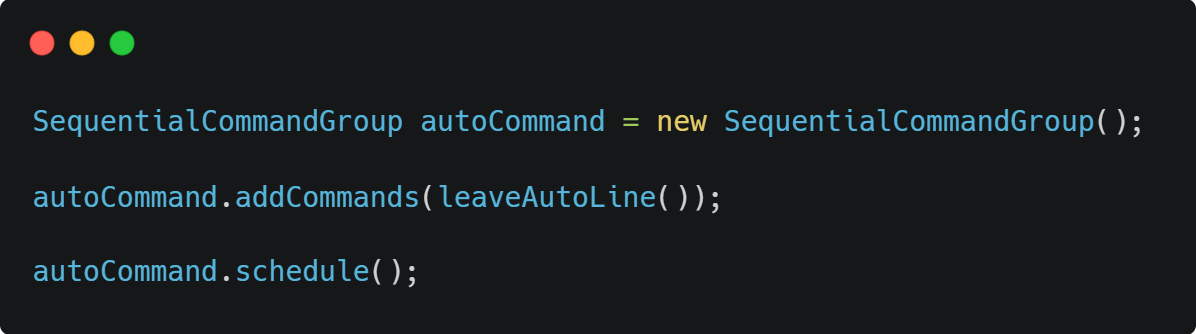 SequentialCommandGroup autoCommand = new SequentialCommandGroup();
autoCommand.addCommands(leaveAutoLine());
autoCommand.schedule();